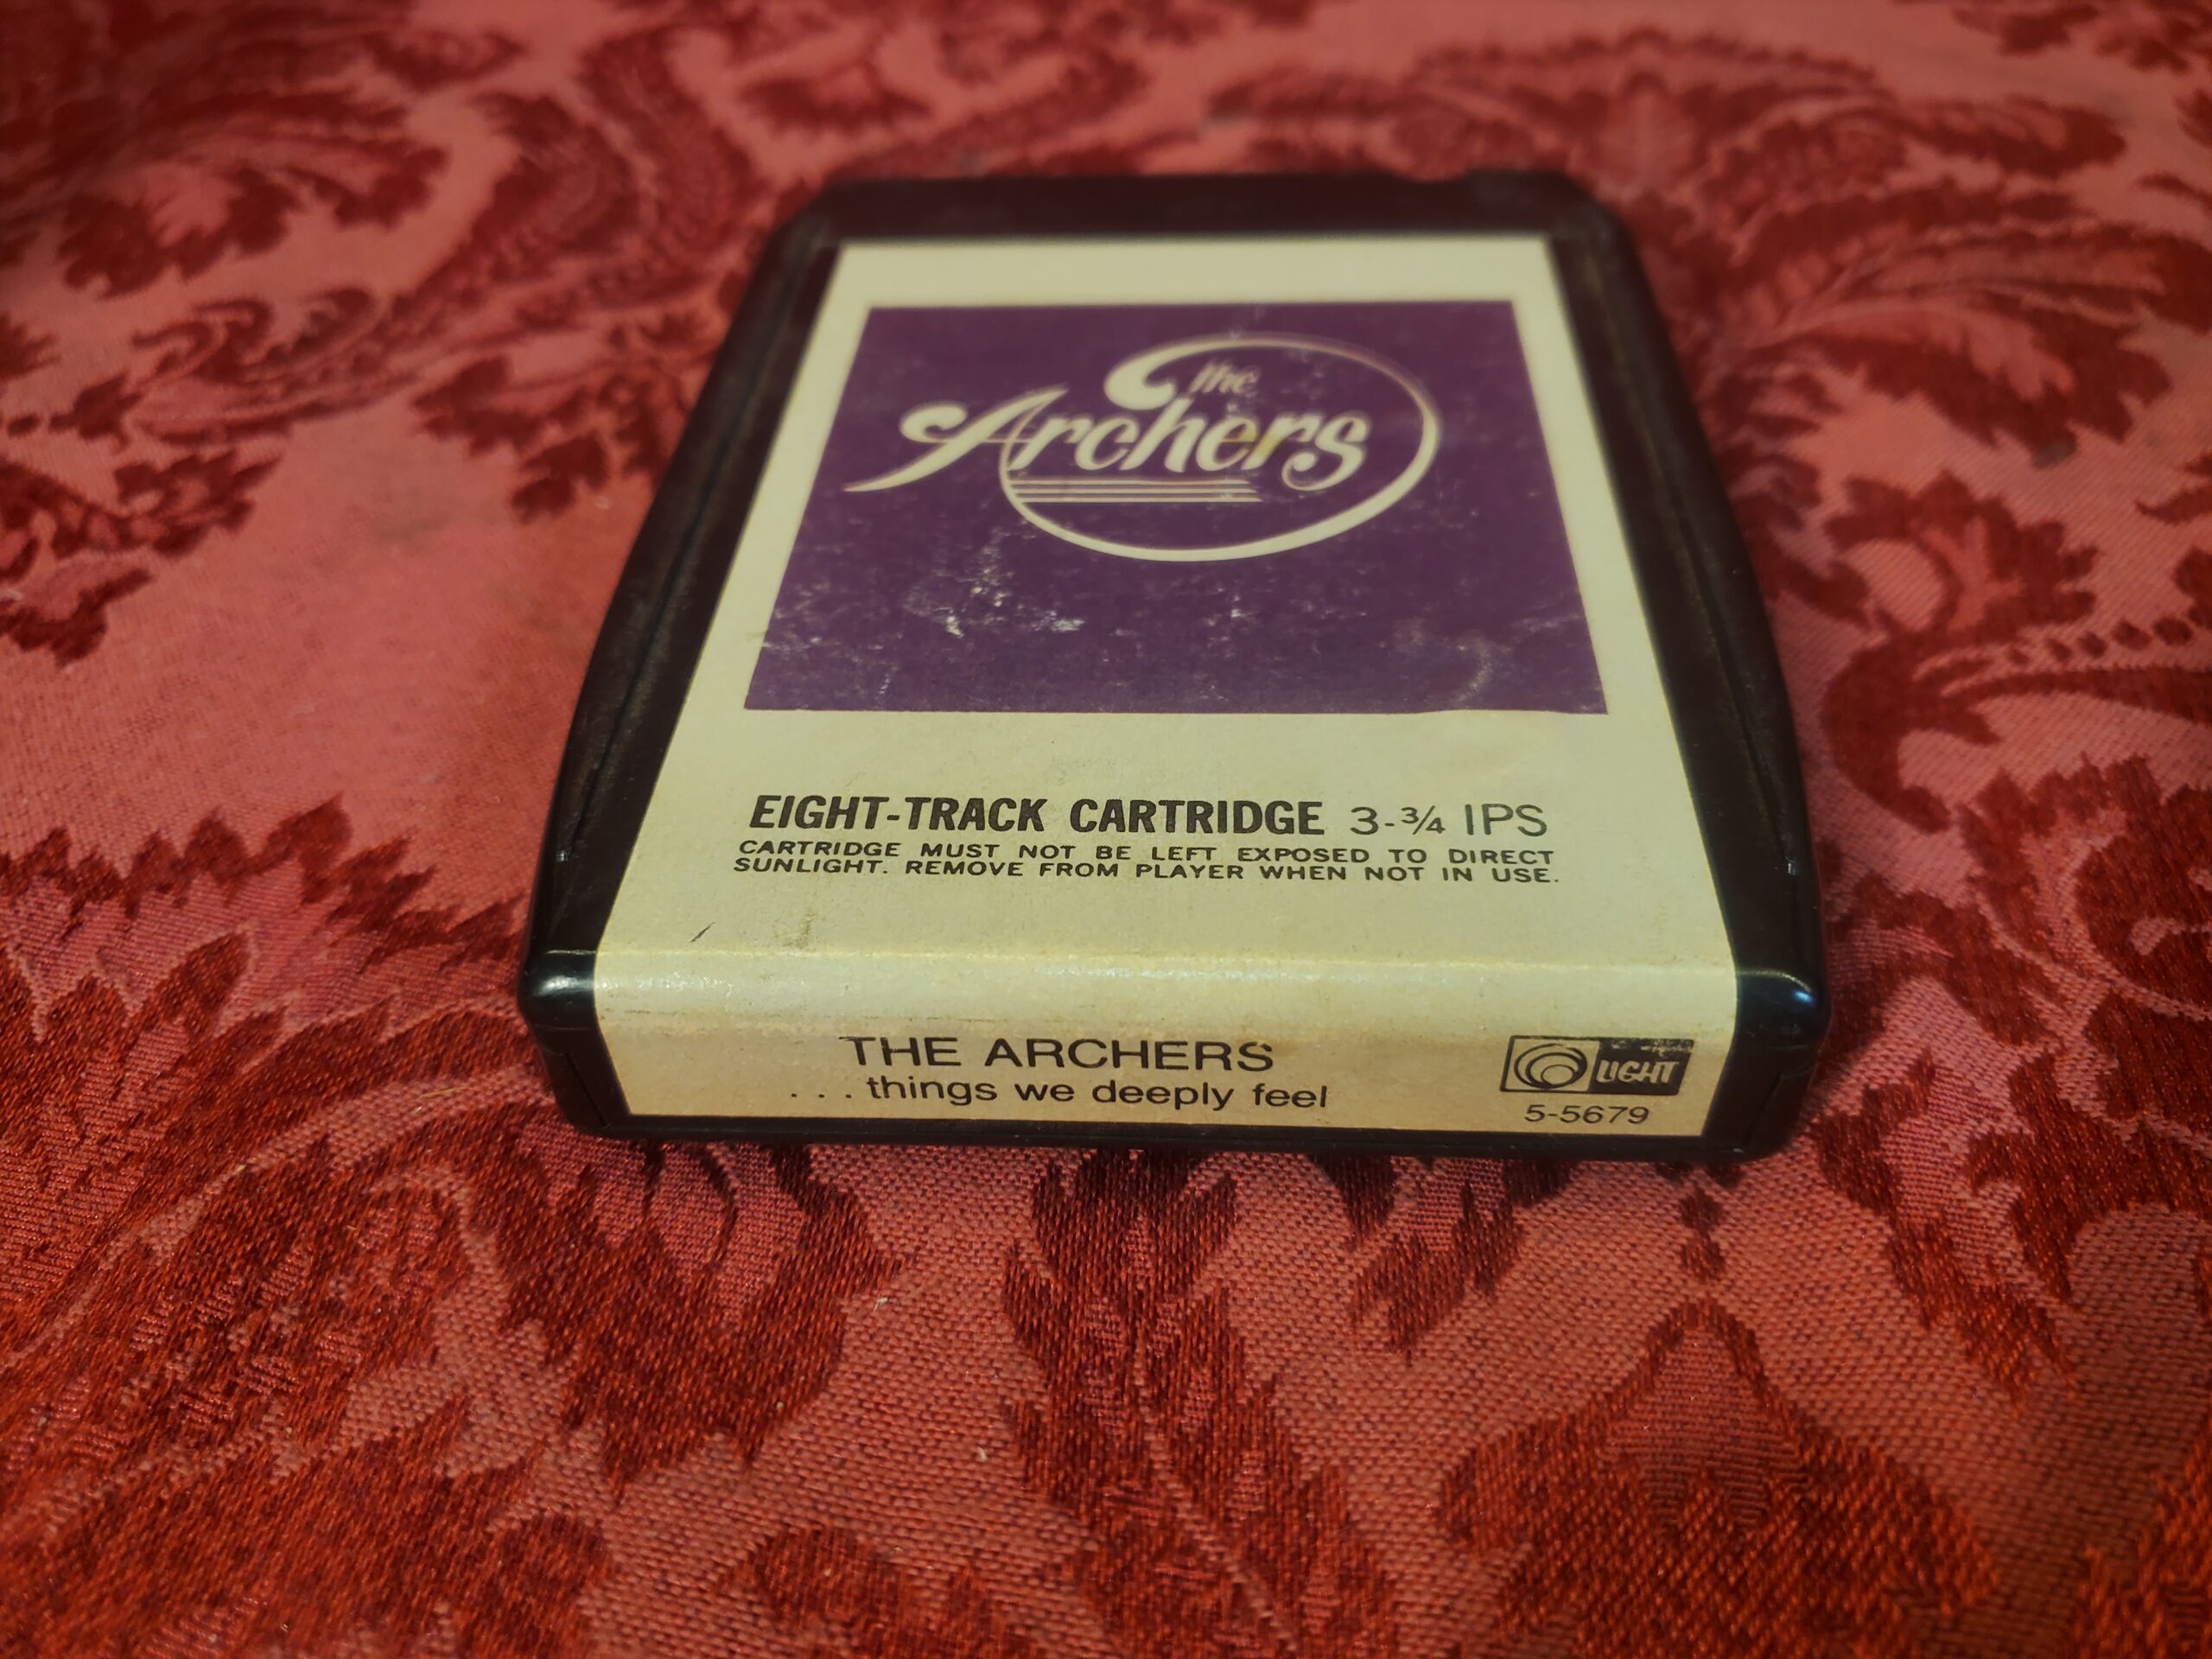 the
Archers
EIGHT-TRACK CARTRIDGE 3-¾ IPS
CARTRIDGE MUST NOT BE LEFT EXPOSED TO DIRECT
SUNLIGHT. REMOVE FROM PLAYER WHEN NOT IN USE.
THE ARCHERS
. . . things we deeply feel
LIGHT
5-5679